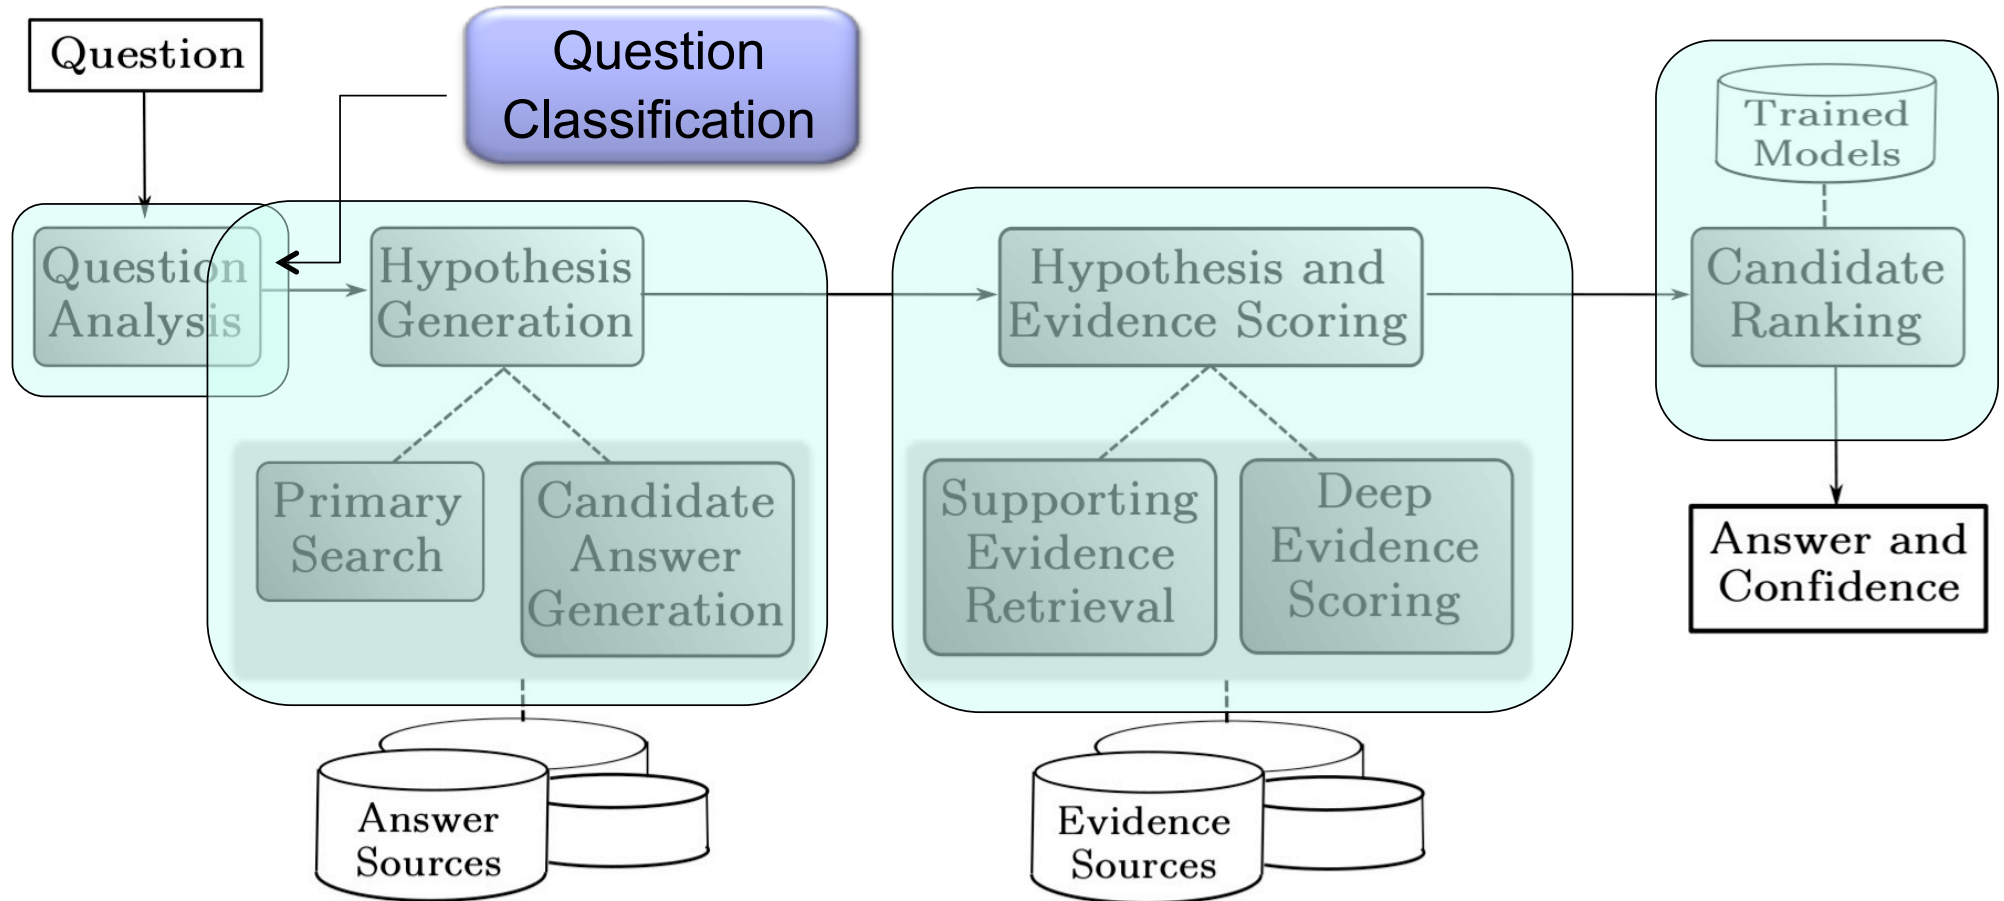 Question
Question
Classification
Trained
Models
Question
Analysis
Hypothesis
Generation
Hypothesis and
Evidence Scoring
Candidate
Ranking
Primary
Search
Candidate
Answer
Generation
Supporting
Evidence
Retrieval
Deep
Evidence
Scoring
Answer and
Confidence
Answer
Sources
Evidence
Sources